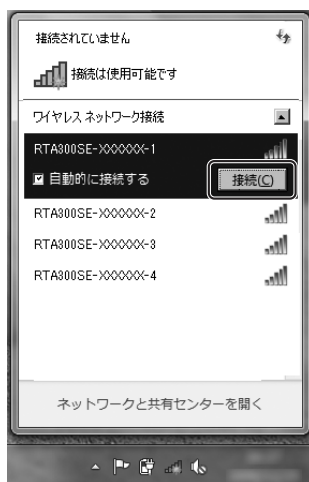 接続されていません
接続は使用可能です
ワイヤレス ネットワーク接続
RTA300SE-XXXXXX-1
自動的に接続する
接続(C)
RTA300SE-XXXXXX-2
RTA300SE-XXXXXX-3
RTA300SE-XXXXXX-4
ネットワークと共有センターを開く